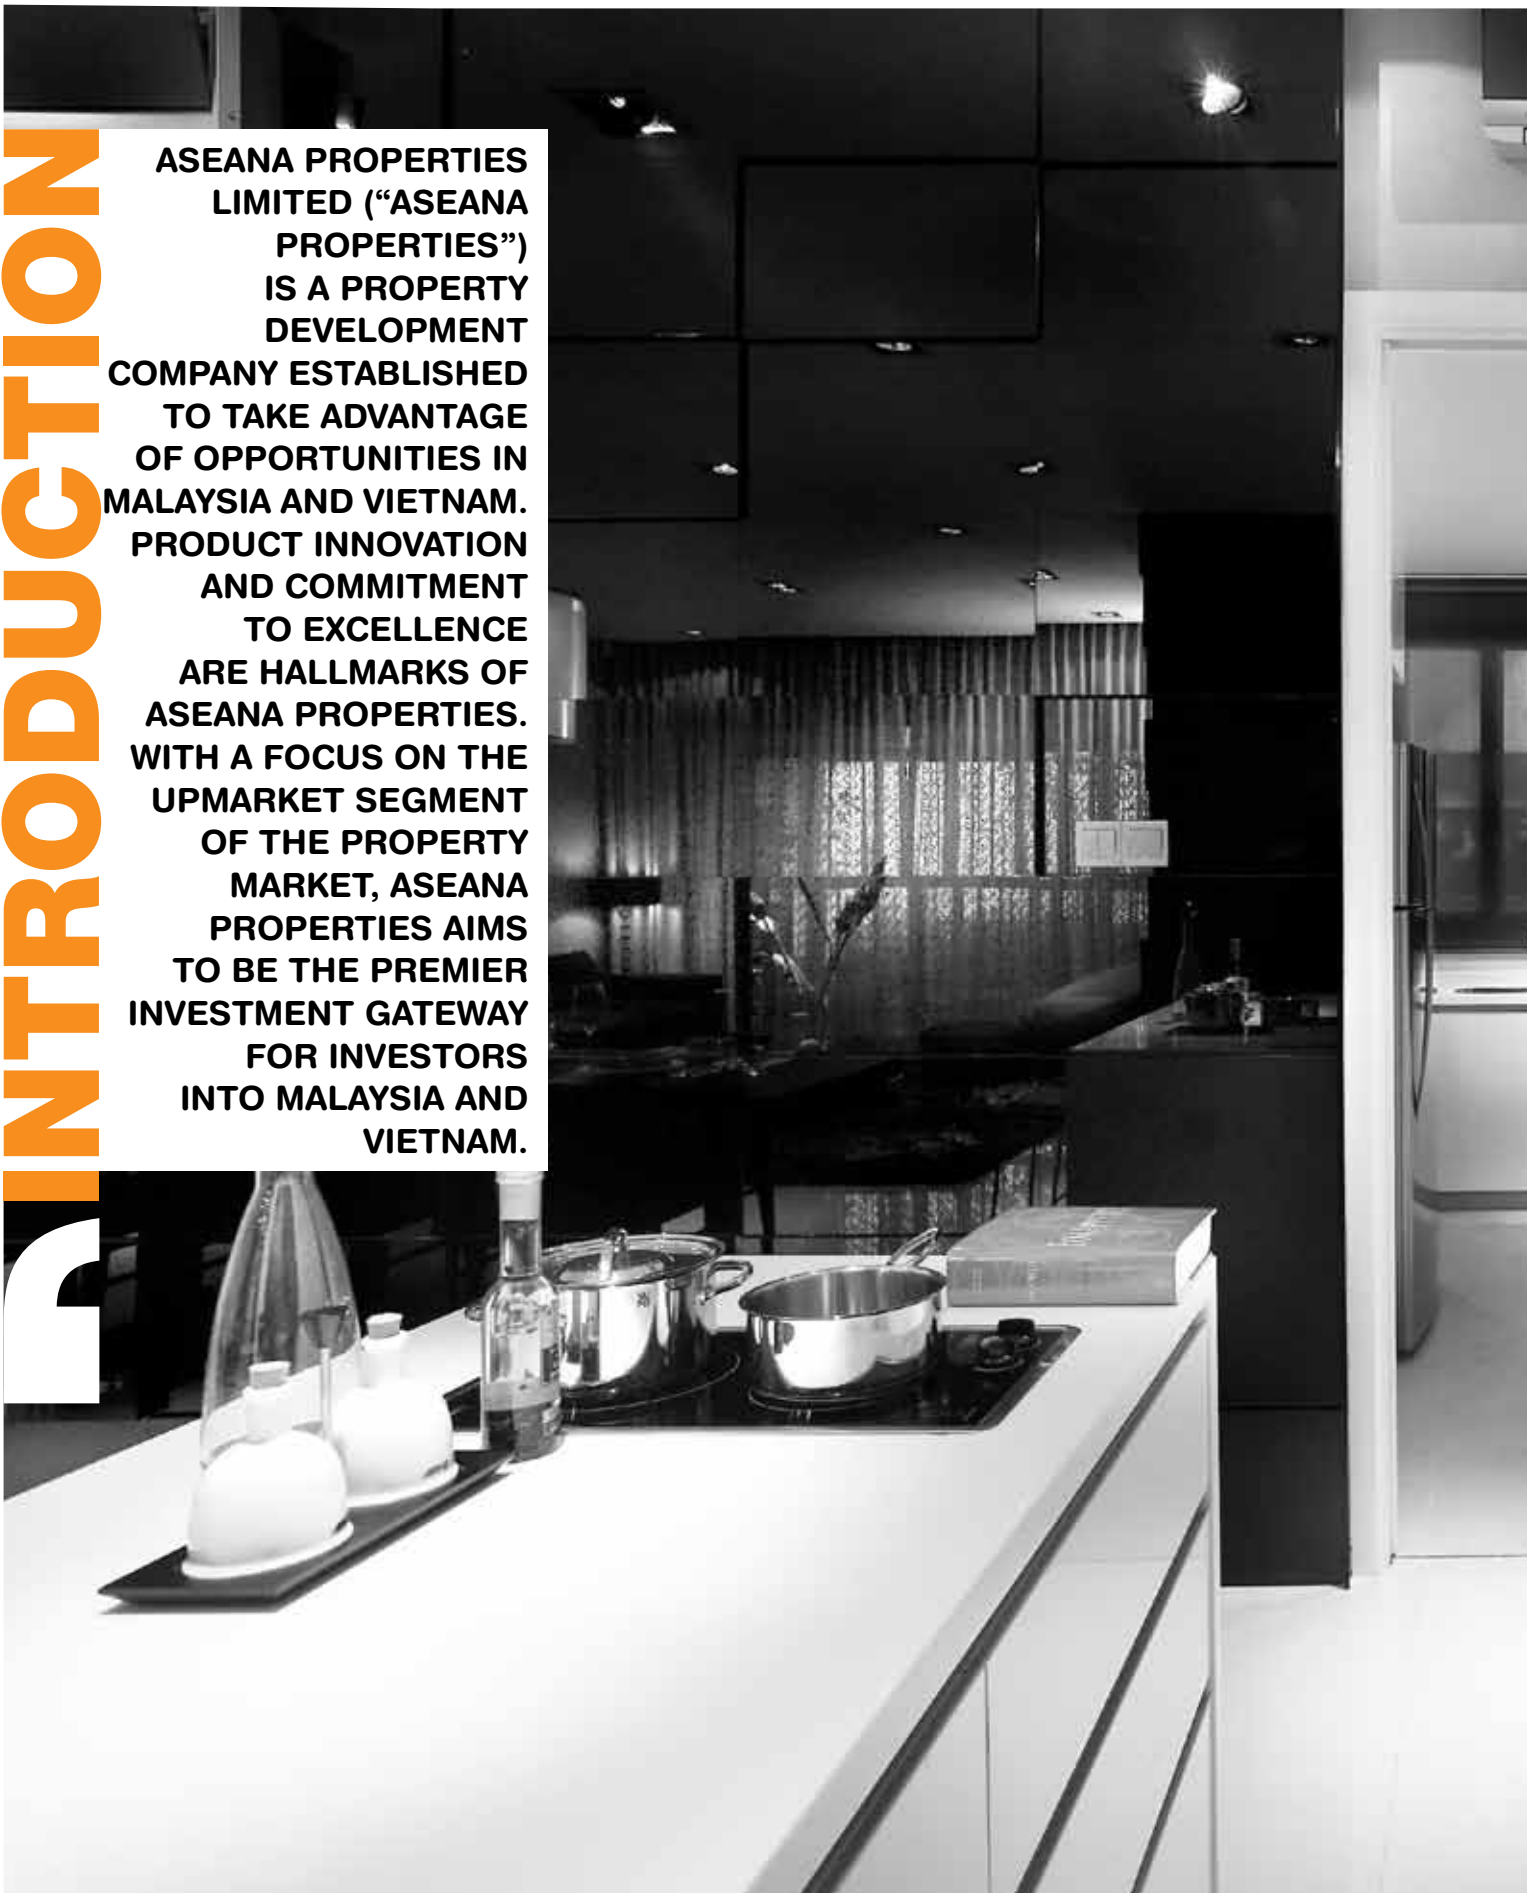 INTRODUCTION
ASEANA PROPERTIES
LIMITED (“ASEANA
PROPERTIES”)
IS A PROPERTY
DEVELOPMENT
COMPANY ESTABLISHED
TO TAKE ADVANTAGE
OF OPPORTUNITIES IN
MALAYSIA AND VIETNAM.
PRODUCT INNOVATION
AND COMMITMENT
TO EXCELLENCE
ARE HALLMARKS OF
ASEANA PROPERTIES.
WITH A FOCUS ON THE
UPMARKET SEGMENT
OF THE PROPERTY
MARKET, ASEANA
PROPERTIES AIMS
TO BE THE PREMIER
INVESTMENT GATEWAY
FOR INVESTORS
INTO MALAYSIA AND
VIETNAM.